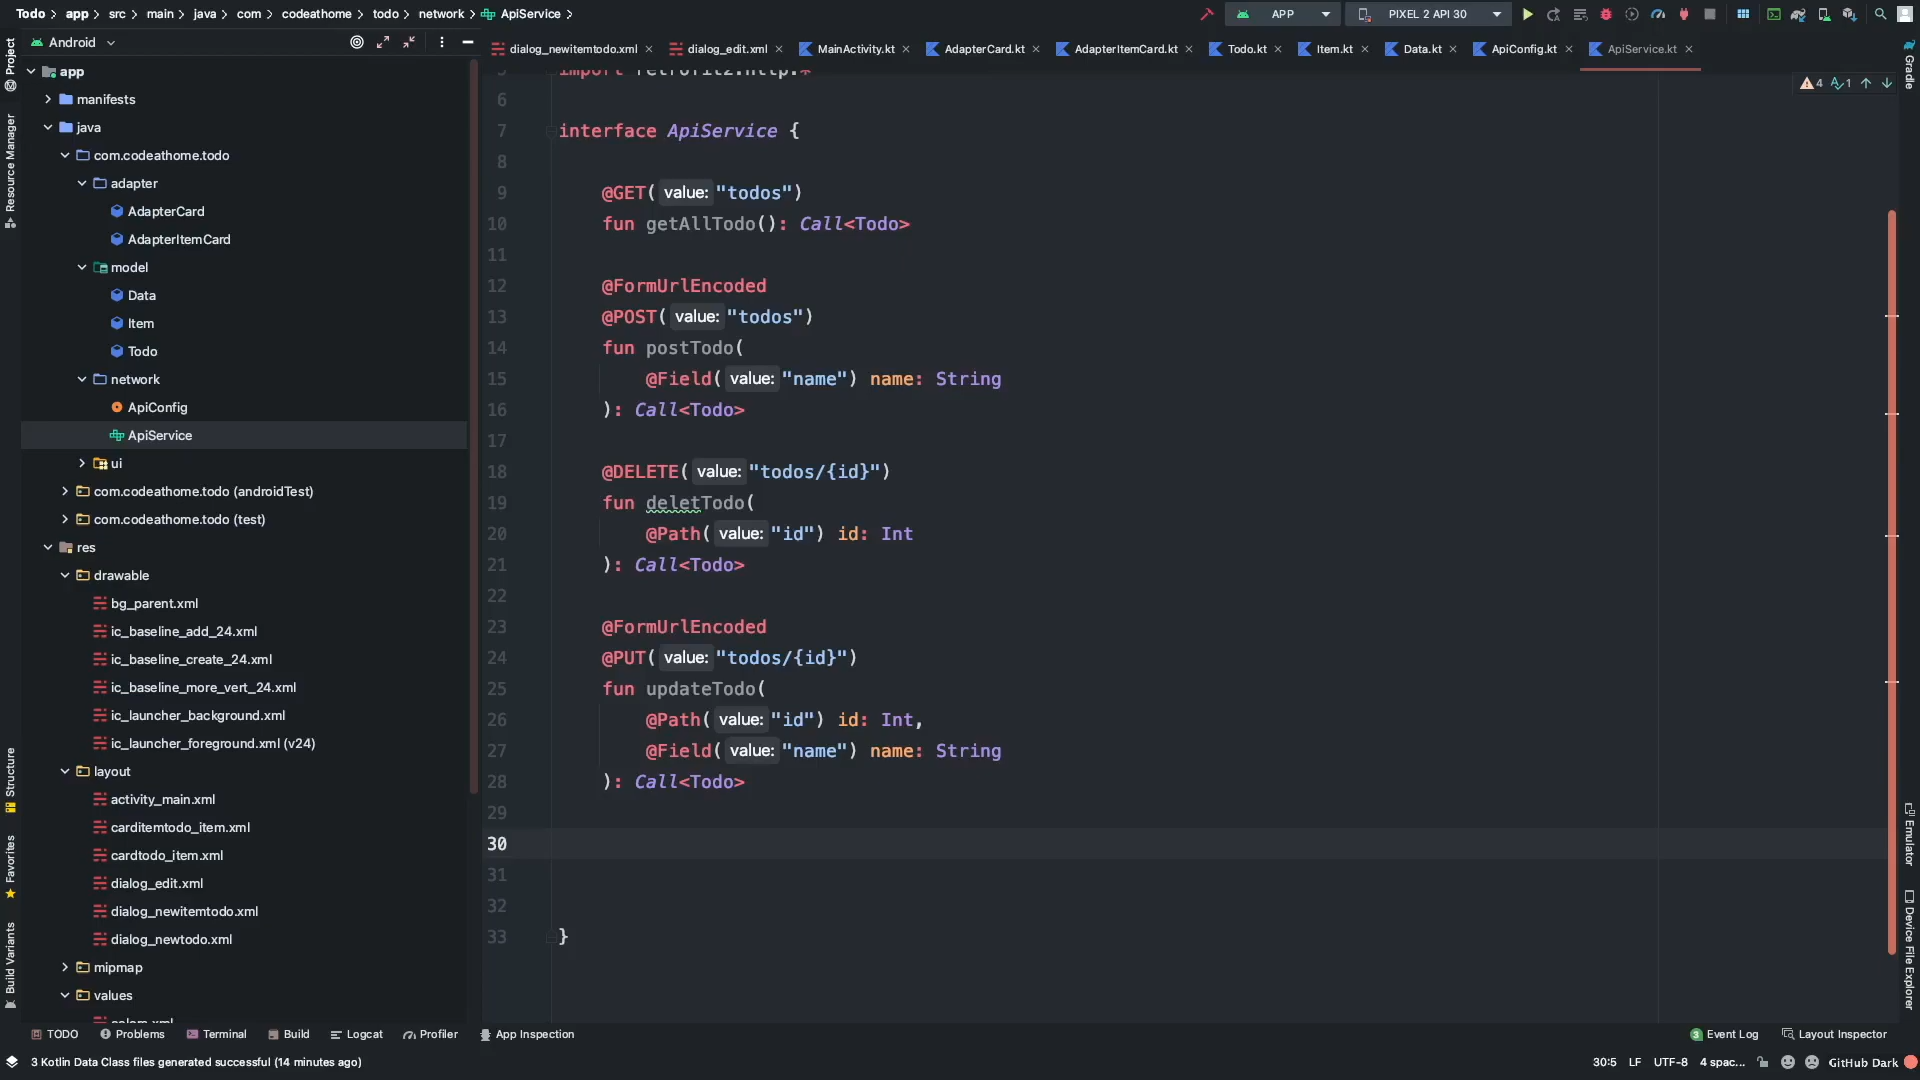 Todo app src main java com codeathome todo network ApiService
APP
PIXEL 2 API 30
Android
dialog_newitemtodo.xml
dialog_edit.xml
MainActivity.kt
AdapterCard.kt
AdapterItemCard.kt
Todo.kt
Item.kt
Data.kt
ApiConfig.kt
ApiService.kt
Project
Resource Manager
Structure
Favorites
Build Variants
app
manifests
java
com.codeathome.todo
adapter
AdapterCard
AdapterItemCard
model
Data
Item
Todo
network
ApiConfig
ApiService
ui
com.codeathome.todo (androidTest)
com.codeathome.todo (test)
res
drawable
bg_parent.xml
ic_baseline_add_24.xml
ic_baseline_create_24.xml
ic_baseline_more_vert_24.xml
ic_launcher_background.xml
ic_launcher_foreground.xml (v24)
layout
activity_main.xml
carditemtodo_item.xml
cardtodo_item.xml
dialog_edit.xml
dialog_newitemtodo.xml
dialog_newtodo.xml
mipmap
values
4 1
5 import retrofit2.http.*
6
7 interface ApiService {
8
9 @GET( value: "todos")
10 fun getAllTodo(): Call<Todo>
11
12 @FormUrlEncoded
13 @POST( value: "todos")
14 fun postTodo(
15 @Field( value: "name") name: String
16 ): Call<Todo>
17
18 @DELETE( value: "todos/{id}")
19 fun deletTodo(
20 @Path( value: "id") id: Int
21 ): Call<Todo>
22
23 @FormUrlEncoded
24 @PUT( value: "todos/{id}")
25 fun updateTodo(
26 @Path( value: "id") id: Int,
27 @Field( value: "name") name: String
28 ): Call<Todo>
29
30
31
32
33 }
Gradle
Emulator
Device File Explorer
TODO
Problems
Terminal
Build
Logcat
Profiler
App Inspection
3 Event Log
Layout Inspector
3 Kotlin Data Class files generated successful (14 minutes ago)
30:5 LF UTF-8 4 spac... GitHub Dark